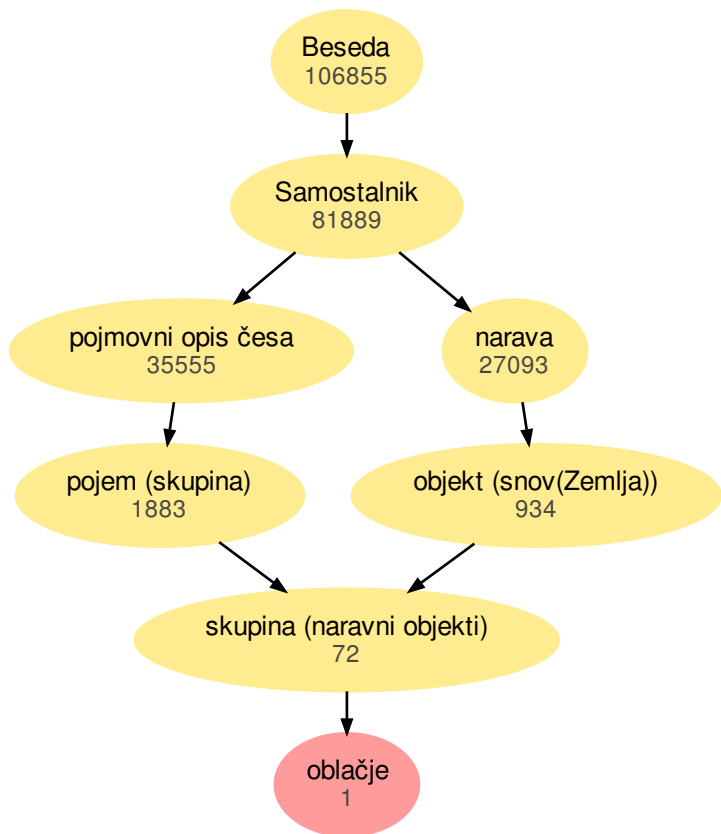 Beseda
106855
Samostalnik
81889
pojmovni opis česa
35555
narava
27093
pojem (skupina)
1883
objekt (snov(Zemlja))
934
skupina (naravni objekti)
72
oblačje
1